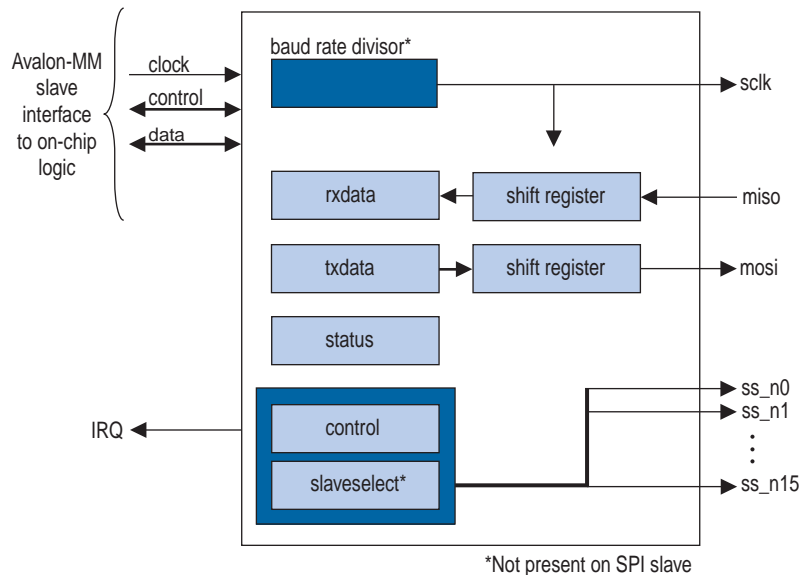 baud rate divisor*
Avalon-MM
slave
interface
to on-chip
logic
clock
control
data
sclk
rxdata
shift register
miso
txdata
shift register
mosi
status
IRQ
control
slaveselect*
ss_n0
ss_n1
ss_n15
*Not present on SPI slave